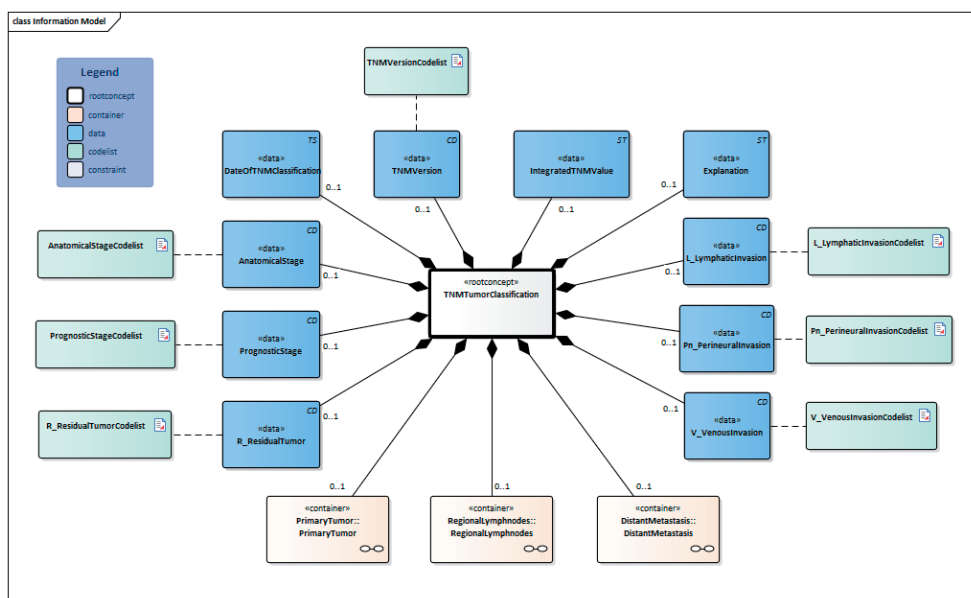 class Information Model
TNMVersionCodelist
Legend
rootconcept
container
data
codelist
constraint
TS
«data»
DateOfTNMClassification
0..1
CD
«data»
TNMVersion
0..1
ST
«data»
IntegratedTNMValue
0..1
ST
«data»
Explanation
0..1
AnatomicalStageCodelist
CD
«data»
AnatomicalStage
0..1
CD
«data»
L_LymphaticInvasion
0..1
L_LymphaticInvasionCodelist
«rootconcept»
TNMTumorClassification
PrognosticStageCodelist
CD
«data»
PrognosticStage
0..1
CD
«data»
Pn_PerineuralInvasion
0..1
Pn_PerineuralInvasionCodelist
R_ResidualTumorCodelist
CD
«data»
R_ResidualTumor
0..1
CD
«data»
V_VenousInvasion
0..1
V_VenousInvasionCodelist
0..1
«container»
PrimaryTumor::
PrimaryTumor
0..1
«container»
RegionalLymphnodes::
RegionalLymphnodes
0..1
«container»
DistantMetastasis::
DistantMetastasis